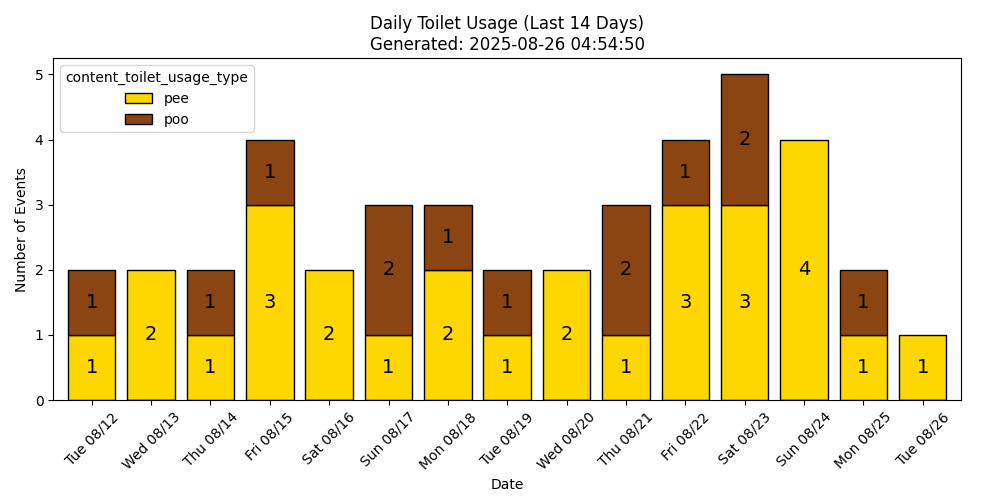 Daily Toilet Usage (Last 14 Days)
Generated: 2025-08-26 04:54:50
content_toilet_usage_type
pee
poo
Number of Events
5
4
3
2
1
0
1
1
2
1
1
3
1
2
1
2
2
1
1
1
2
1
2
3
1
3
2
4
1
1
1
Tue 08/12
Wed 08/13
Thu 08/14
Fri 08/15
Sat 08/16
Sun 08/17
Mon 08/18
Tue 08/19
Wed 08/20
Thu 08/21
Fri 08/22
Sat 08/23
Sun 08/24
Mon 08/25
Tue 08/26
Date